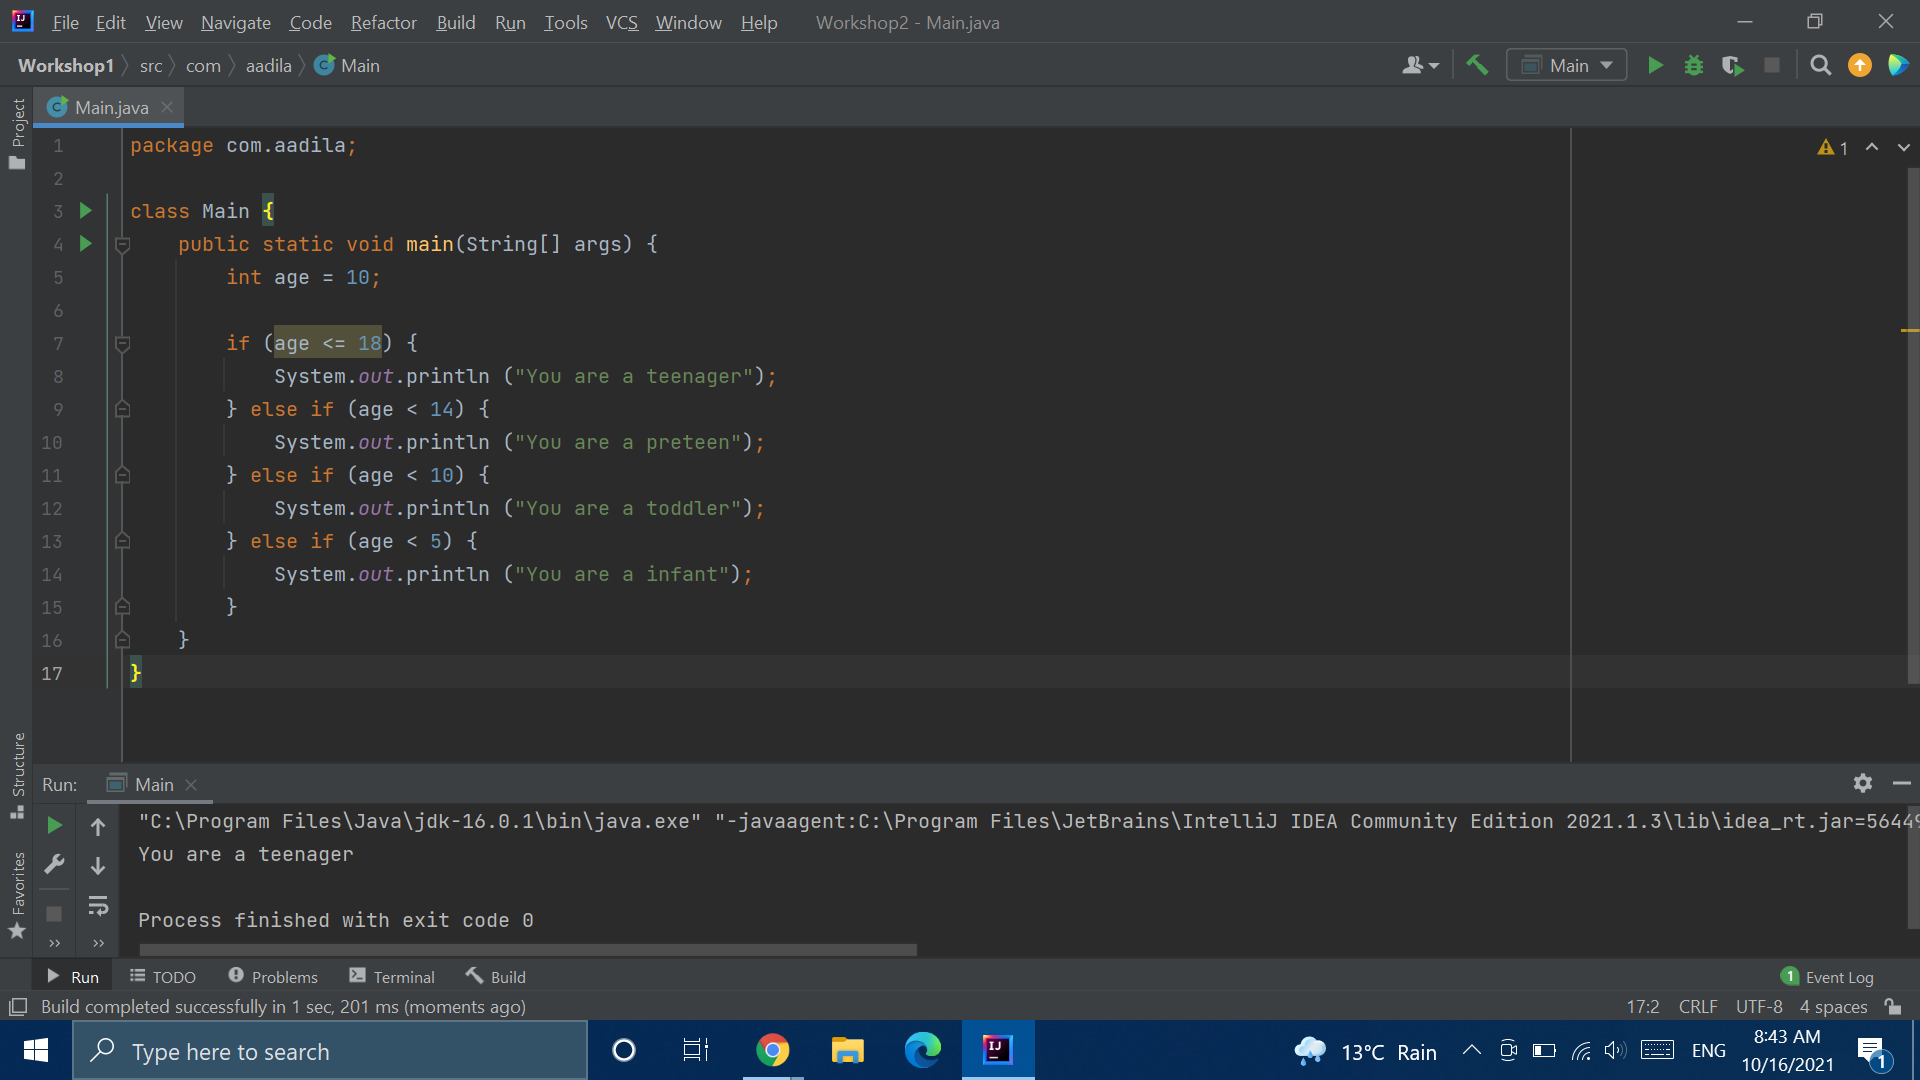 File Edit View Navigate Code Refactor Build Run Tools VCS Window Help Workshop2 - Main.java
Workshop1 src com aadila Main Main
Project
Main.java
1 package com.aadila;
1
2
3 class Main {
4 public static void main(String[] args) {
5 int age = 10;
6
7 if (age <= 18) {
8 System.out.println ("You are a teenager");
9 } else if (age < 14) {
10 System.out.println ("You are a preteen");
11 } else if (age < 10) {
12 System.out.println ("You are a toddler");
13 } else if (age < 5) {
14 System.out.println ("You are a infant");
15 }
16 }
17 }
Structure
Favorites
Run: Main
"C:\Program Files\Java\jdk-16.0.1\bin\java.exe" "-javaagent:C:\Program Files\JetBrains\IntelliJ IDEA Community Edition 2021.1.3\lib\idea_rt.jar=56449
You are a teenager
Process finished with exit code 0
Run TODO Problems Terminal Build 1 Event Log
Build completed successfully in 1 sec, 201 ms (moments ago) 17:2 CRLF UTF-8 4 spaces
Type here to search 13°C Rain ENG 8:43 AM
10/16/2021 1